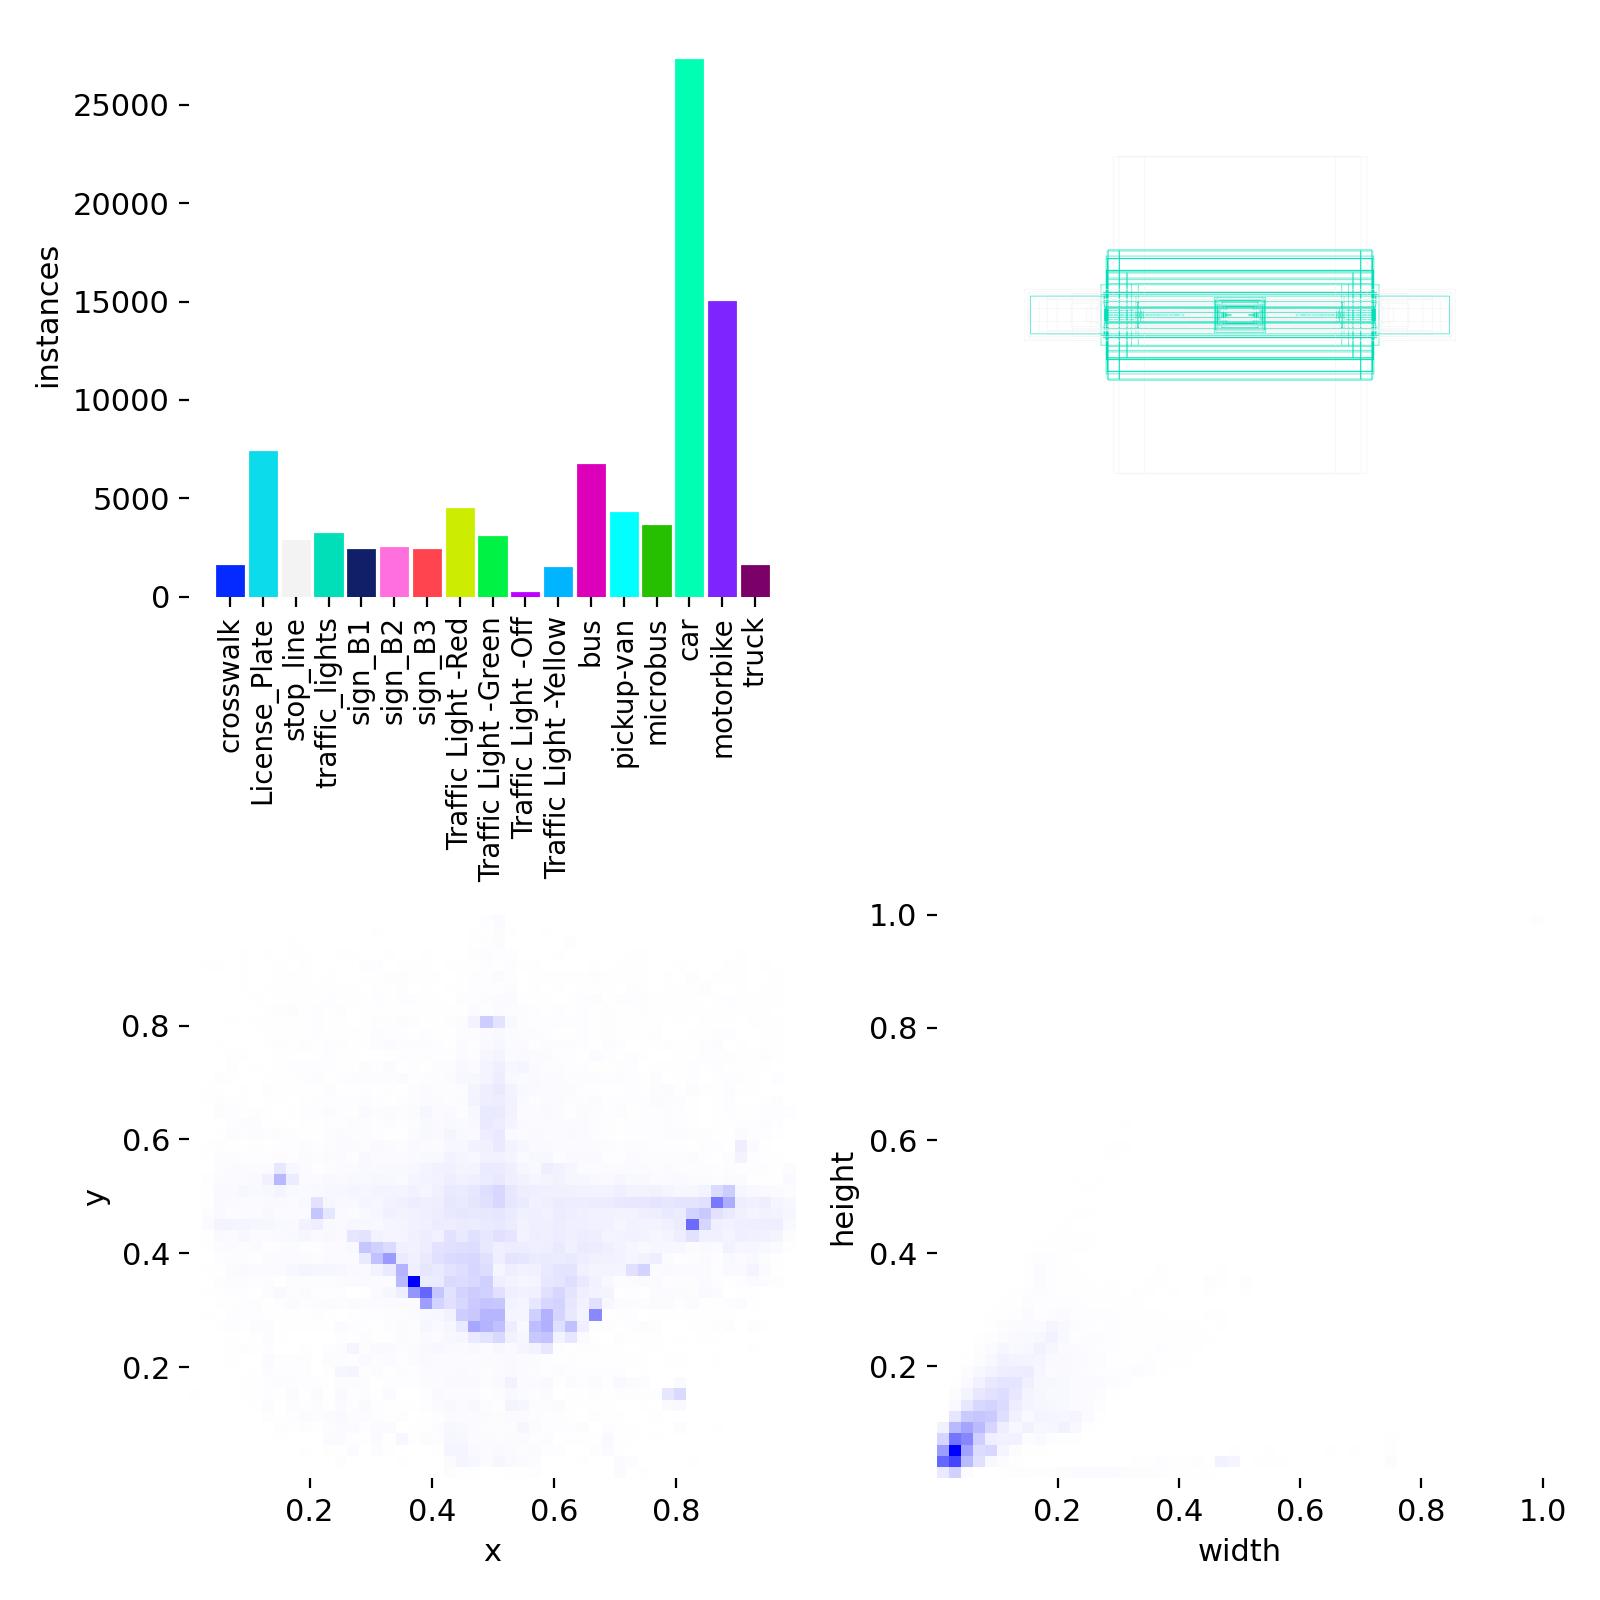 25000
20000
15000
10000
5000
0
instances
crosswalk
License_Plate
stop_line
traffic_lights
sign_B1
sign_B2
sign_B3
Traffic Light -Red
Traffic Light -Green
Traffic Light -Off
Traffic Light -Yellow
bus
pickup-van
microbus
car
motorbike
truck
0.8
0.6
0.4
0.2
y
0.2 0.4 0.6 0.8
x
1.0
0.8
0.6
0.4
0.2
height
0.2 0.4 0.6 0.8 1.0
width